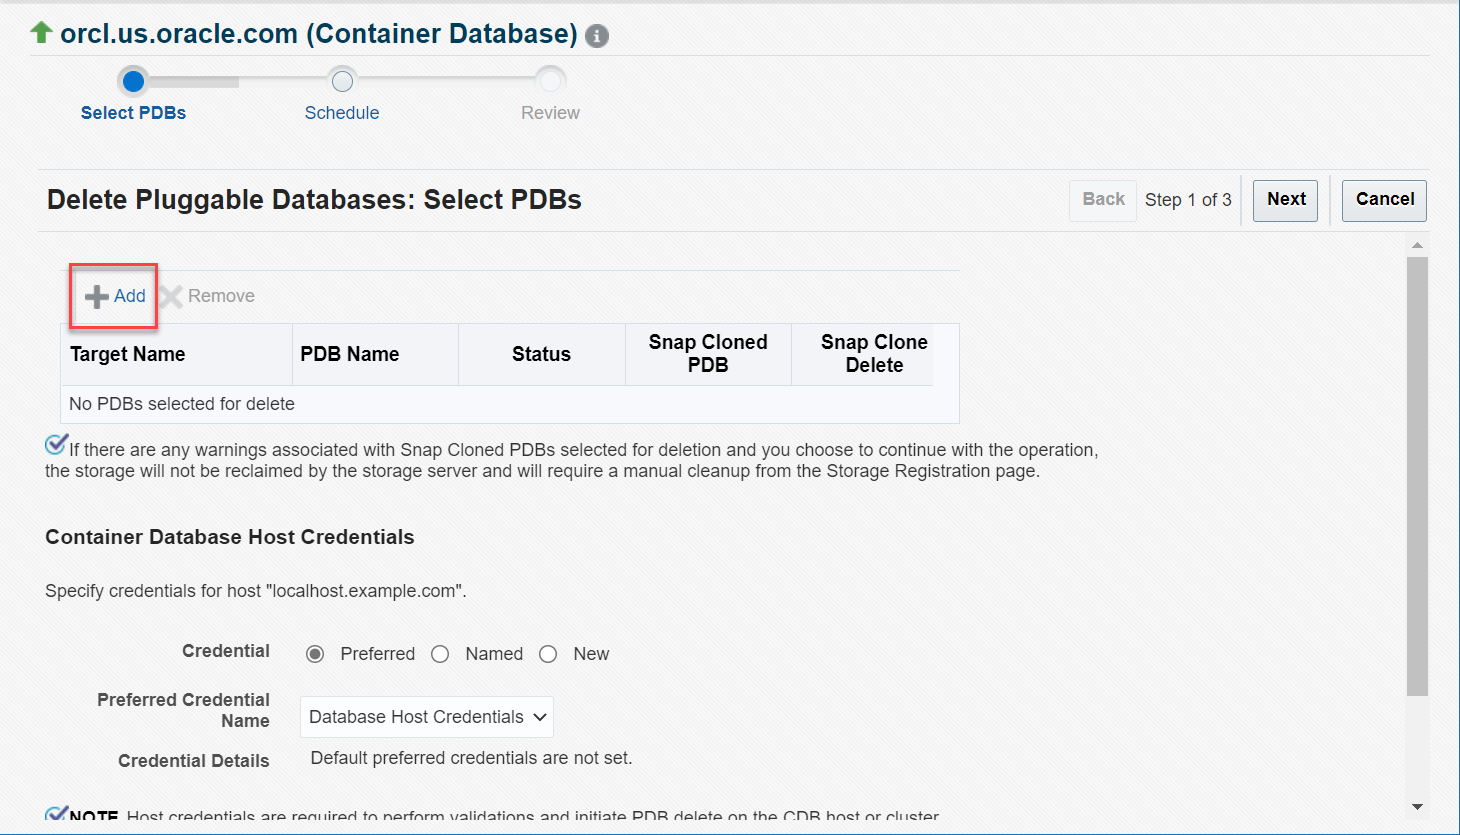 orcl.us.oracle.com (Container Database)
Select PDBs
Schedule
Review
Delete Pluggable Databases: Select PDBs
Back Step 1 of 3 Next Cancel
Add Remove
Target Name PDB Name Status Snap Cloned PDB Snap Clone Delete
No PDBs selected for delete
If there are any warnings associated with Snap Cloned PDBs selected for deletion and you choose to continue with the operation,
the storage will not be reclaimed by the storage server and will require a manual cleanup from the Storage Registration page.
Container Database Host Credentials
Specify credentials for host "localhost.example.com".
Credential Preferred Named New
Preferred Credential
Name Database Host Credentials
Credential Details Default preferred credentials are not set.
NOTE Host credentials are required to perform validations and initiate PDB delete on the CDB host or cluster